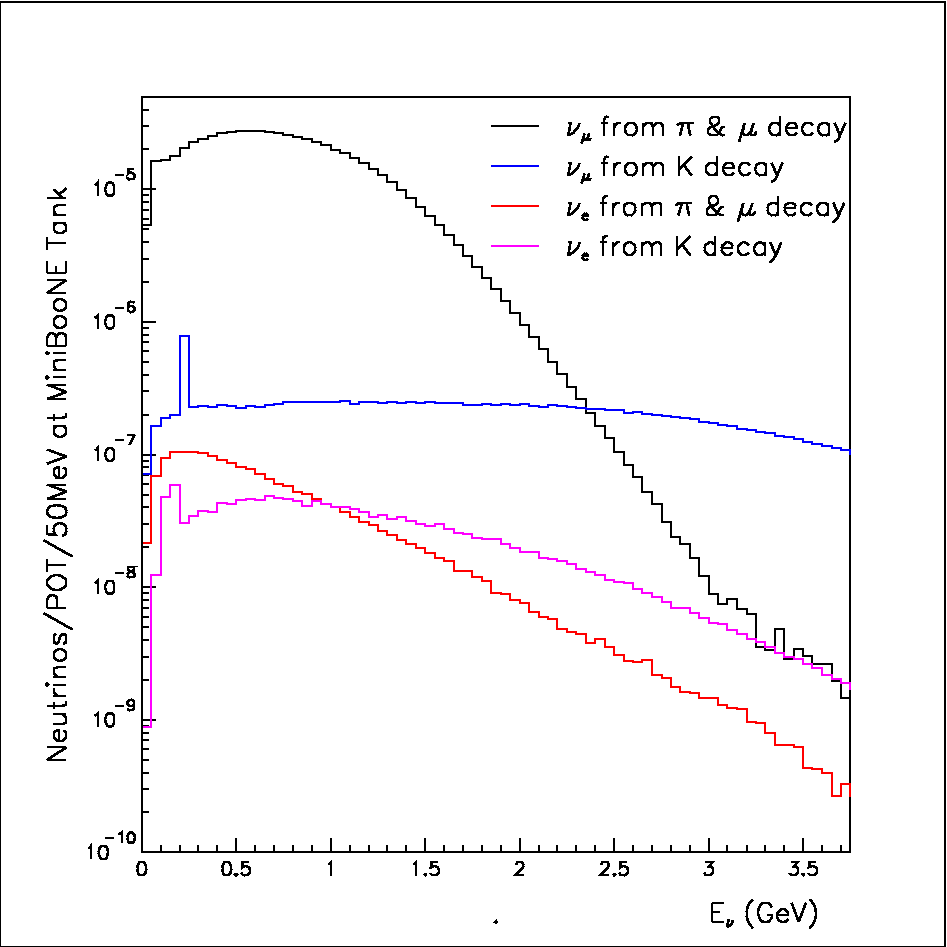 ν_μ from π & μ decay
ν_μ from K decay
ν_e from π & μ decay
ν_e from K decay
Neutrinos/POT/50MeV at MiniBooNE Tank
10^-5
10^-6
10^-7
10^-8
10^-9
10^-10
0 0.5 1 1.5 2 2.5 3 3.5
E_ν (GeV)